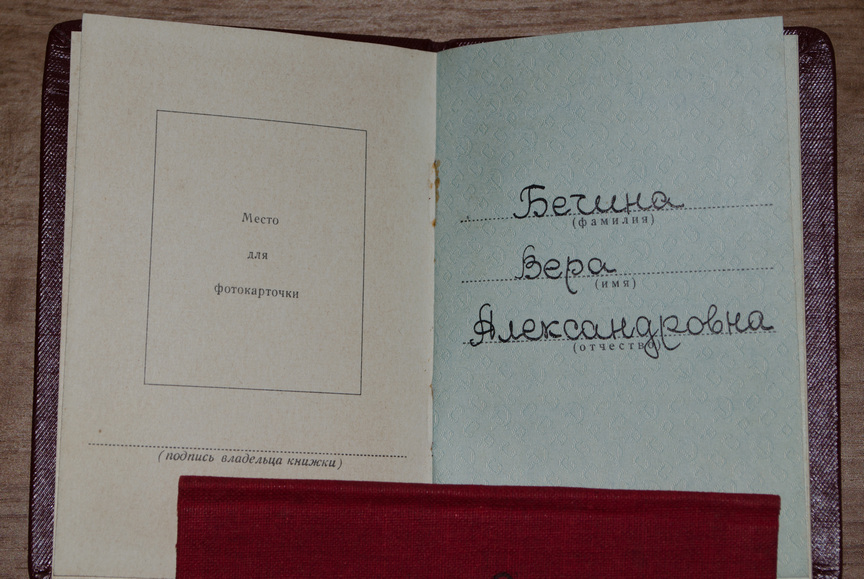 Место
для
фотокарточки
(подпись владельца книжки)
Бечина
(фамилия)
Вера
(имя)
Александровна
(отчество)